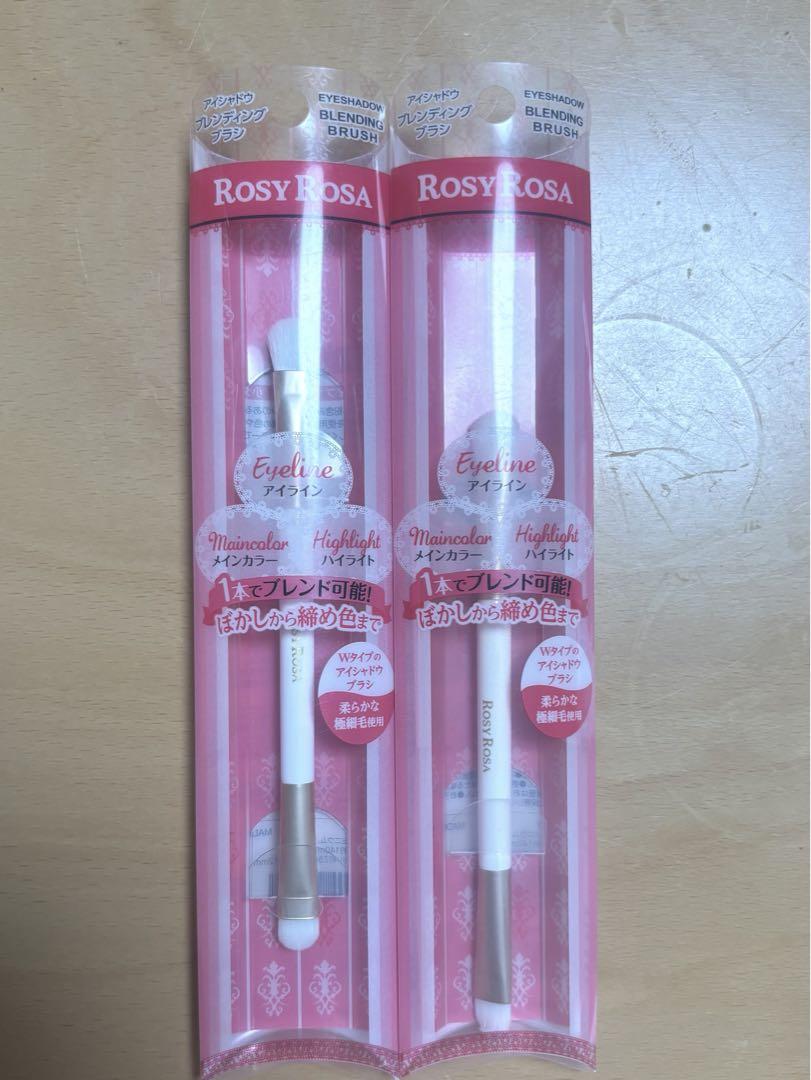 アイシャドウ
ブレンディング
ブラシ
EYESHADOW
BLENDING
BRUSH
ROSY ROSA
Eyeline
アイライン
Maincolor
メインカラー
Highlight
ハイライト
1本でブレンド可能!
ぼかしから締め色まで
Wタイプの
アイシャドウ
ブラシ
柔らかな
極細毛使用
アイシャドウ
ブレンディング
ブラシ
EYESHADOW
BLENDING
BRUSH
ROSY ROSA
Eyeline
アイライン
Maincolor
メインカラー
Highlight
ハイライト
1本でブレンド可能!
ぼかしから締め色まで
Wタイプの
アイシャドウ
ブラシ
柔らかな
極細毛使用
ROSY ROSA